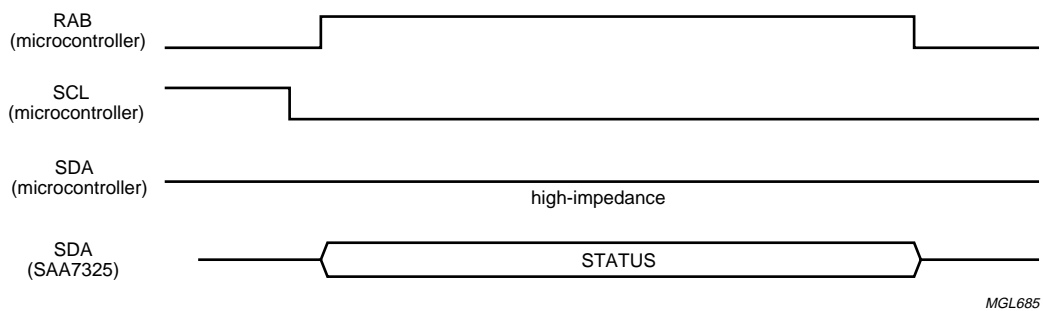 RAB
(microcontroller)
SCL
(microcontroller)
SDA
(microcontroller)
high-impedance
SDA
(SAA7325)
STATUS
MGL685